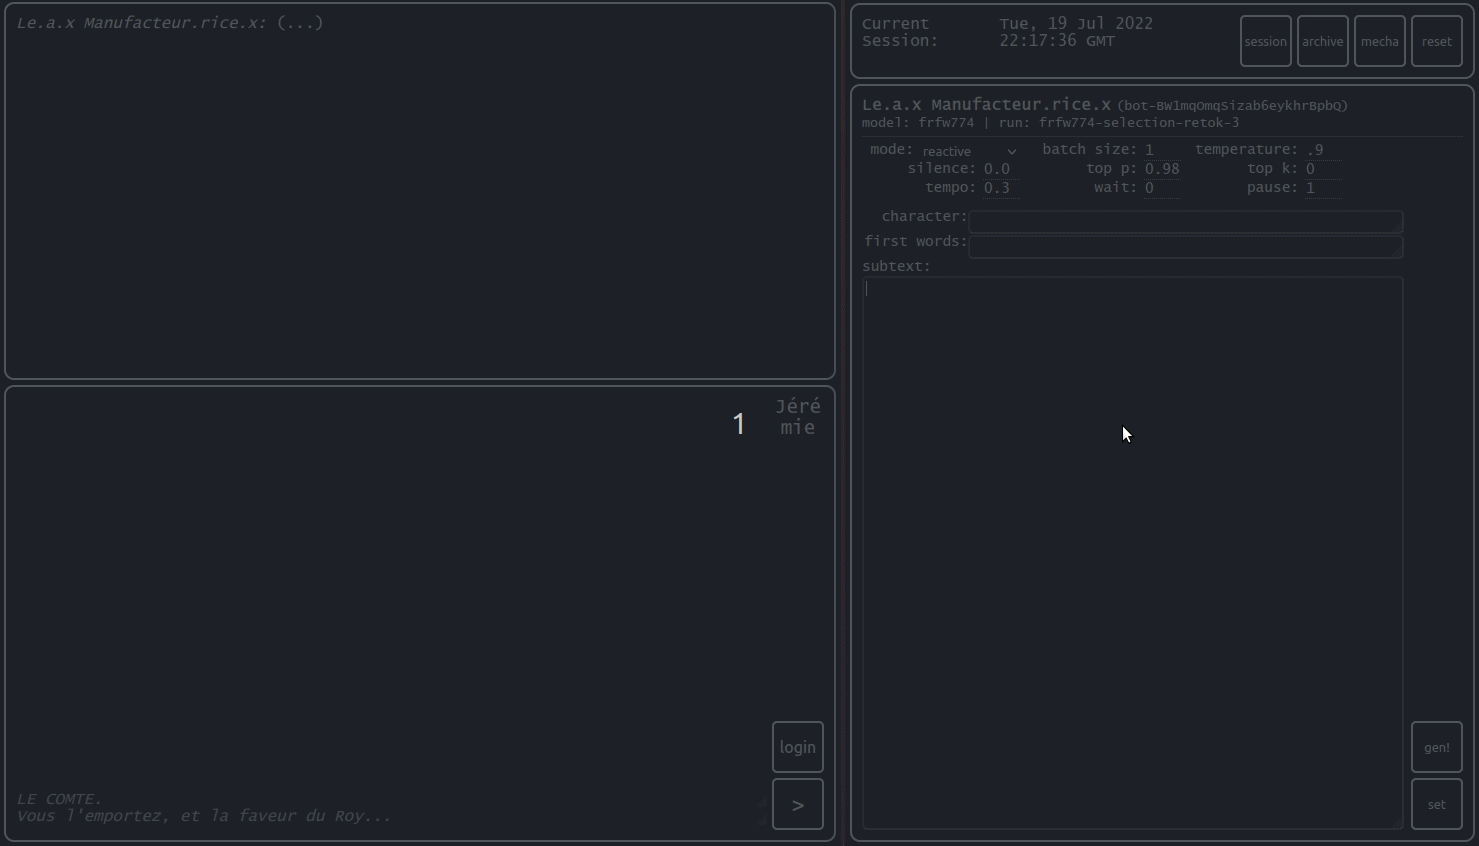 Le.a.x Manufacteur.rice.x: (...)
1
Jéré
mie
login
>
LE COMTE.
Vous l'emportez, et la faveur du Roy...
Current Tue, 19 Jul 2022
Session: 22:17:36 GMT
session archive mecha reset
Le.a.x Manufacteur.rice.x (bot-BW1mqOmqSizab6eykhrBpbQ)
model: frfw774 | run: frfw774-selection-retok-3
mode: reactive batch size: 1 temperature: .9
silence: 0.0 top p: 0.98 top k: 0
tempo: 0.3 wait: 0 pause: 1
character:
first words:
subtext:
gen!
set